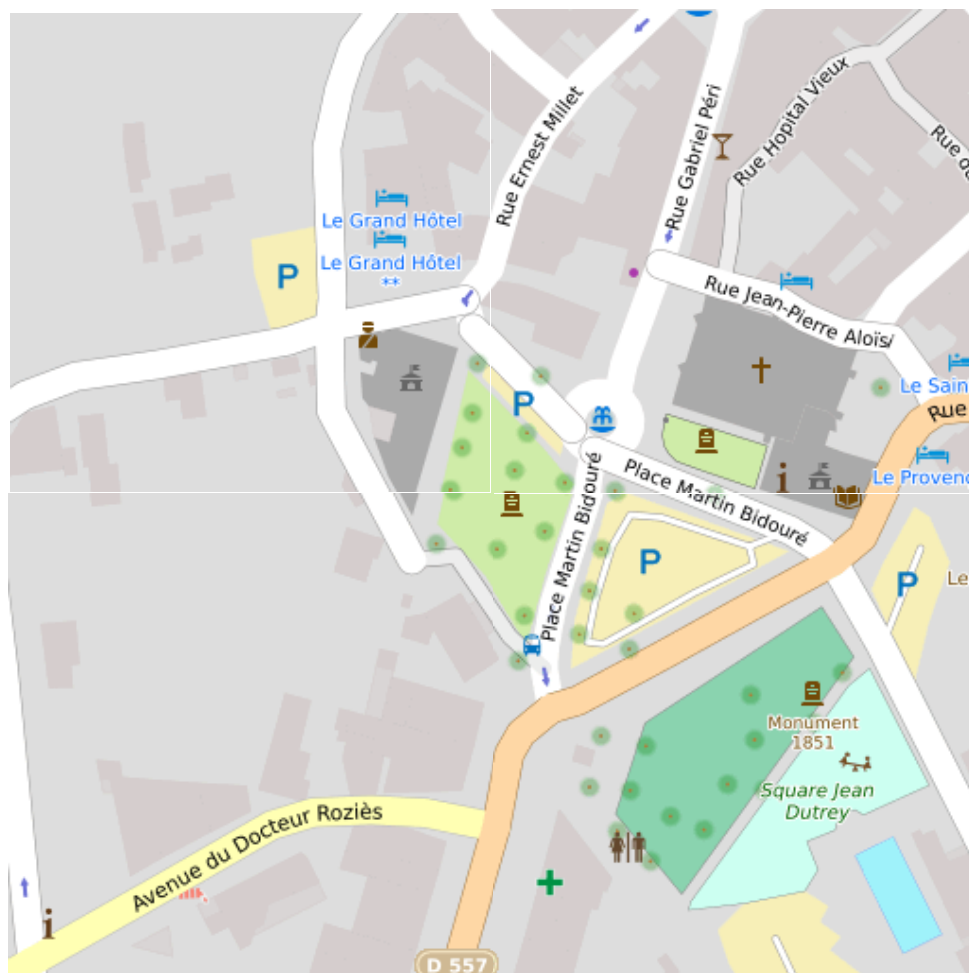 Rue Ernest Millet
Rue Gabriel Péri
Rue Hopital Vieux
Rue
Le Grand Hôtel
Le Grand Hôtel
**
P
Rue Jean-Pierre Aloïsi
P
Le Sain
Rue
Le Proven
Place Martin Bidouré
Place Martin Bidouré
P
P
Le
Monument
1851
Square Jean
Dutrey
Avenue du Docteur Roziès
D 557